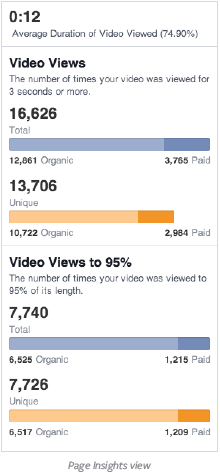 0:12
Average Duration of Video Viewed (74.90%)
Video Views
The number of times your video was viewed for
3 seconds or more.
16,626
Total
12,861 Organic 3,765 Paid
13,706
Unique
10,722 Organic 2,984 Paid
Video Views to 95%
The number of times your video was viewed to
95% of its length.
7,740
Total
6,525 Organic 1,215 Paid
7,726
Unique
6,517 Organic 1,209 Paid
Page Insights view